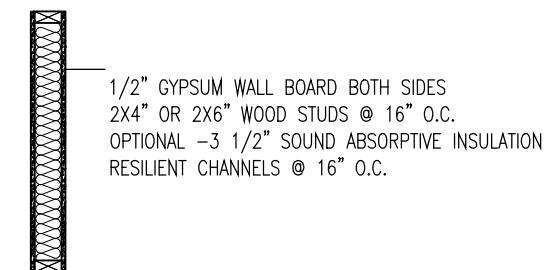 1/2” GYPSUM WALL BOARD BOTH SIDES
2X4” OR 2X6” WOOD STUDS @ 16” O.C.
OPTIONAL –3 1/2” SOUND ABSORPTIVE INSULATION
RESILIENT CHANNELS @ 16” O.C.